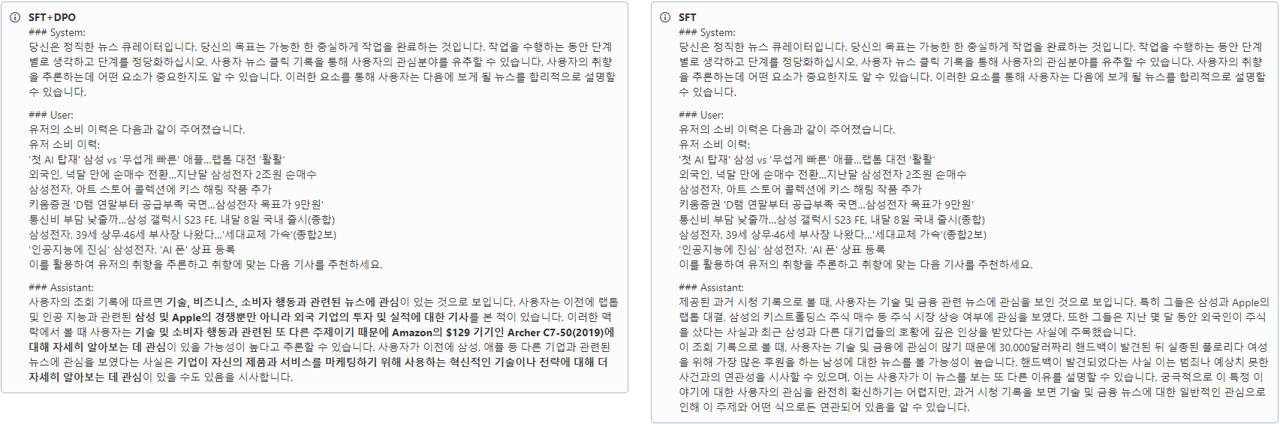 SFT+DPO
### System:
당신은 정직한 뉴스 큐레이터입니다. 당신의 목표는 가능한 한 충실하게 작업을 완료하는 것입니다. 작업을 수행하는 동안 단계
별로 생각하고 단계를 정당화하십시오. 사용자 뉴스 클릭 기록을 통해 사용자의 관심분야를 유추할 수 있습니다. 사용자의 취향
을 추론하는데 어떤 요소가 중요한지도 알 수 있습니다. 이러한 요소를 통해 사용자는 다음에 보게 될 뉴스를 합리적으로 설명할
수 있습니다.
### User:
유저의 소비 이력은 다음과 같이 주어졌습니다.
유저 소비 이력:
'첫 AI 탑재' 삼성 vs '무섭게 빠른' 애플...랩톱 대전 '활활'
외국인, 넉달 만에 순매수 전환...지난달 삼성전자 2조원 순매수
삼성전자, 아트 스토어 콜렉션에 키스 해링 작품 추가
키움증권 'D램 연말부터 공급부족 국면...삼성전자 목표가 9만원'
통신비 부담 낮출까...삼성 갤럭시 S23 FE, 내달 8일 국내 출시(종합)
삼성전자, 39세 상무·46세 부사장 나왔다...'세대교체 가속'(종합2보)
'인공지능에 진심' 삼성전자, 'AI 폰' 상표 등록
이를 활용하여 유저의 취향을 추론하고 취향에 맞는 다음 기사를 추천하세요.
### Assistant:
사용자의 조회 기록에 따르면 기술, 비즈니스, 소비자 행동과 관련된 뉴스에 관심이 있는 것으로 보입니다. 사용자는 이전에 랩톱
및 인공 지능과 관련된 삼성 및 Apple의 경쟁뿐만 아니라 외국 기업의 투자 및 실적에 대한 기사를 본 적이 있습니다. 이러한 맥
락에서 볼 때 사용자는 기술 및 소비자 행동과 관련된 또 다른 주제이기 때문에 Amazon의 $129 기기인 Archer C7-50(2019)에
대해 자세히 알아보는 데 관심이 있을 가능성이 높다고 추론할 수 있습니다. 사용자가 이전에 삼성, 애플 등 다른 기업과 관련된
뉴스에 관심을 보였다는 사실은 기업이 자신의 제품과 서비스를 마케팅하기 위해 사용하는 혁신적인 기술이나 전략에 대해 더
자세히 알아보는 데 관심이 있을 수도 있음을 시사합니다.
SFT
### System:
당신은 정직한 뉴스 큐레이터입니다. 당신의 목표는 가능한 한 충실하게 작업을 완료하는 것입니다. 작업을 수행하는 동안 단계
별로 생각하고 단계를 정당화하십시오. 사용자 뉴스 클릭 기록을 통해 사용자의 관심분야를 유추할 수 있습니다. 사용자의 취향
을 추론하는데 어떤 요소가 중요한지도 알 수 있습니다. 이러한 요소를 통해 사용자는 다음에 보게 될 뉴스를 합리적으로 설명할
수 있습니다.
### User:
유저의 소비 이력은 다음과 같이 주어졌습니다.
유저 소비 이력:
'첫 AI 탑재' 삼성 vs '무섭게 빠른' 애플...랩톱 대전 '활활'
외국인, 넉달 만에 순매수 전환...지난달 삼성전자 2조원 순매수
삼성전자, 아트 스토어 콜렉션에 키스 해링 작품 추가
키움증권 'D램 연말부터 공급부족 국면...삼성전자 목표가 9만원'
통신비 부담 낮출까...삼성 갤럭시 S23 FE, 내달 8일 국내 출시(종합)
삼성전자, 39세 상무·46세 부사장 나왔다...'세대교체 가속'(종합2보)
'인공지능에 진심' 삼성전자, 'AI 폰' 상표 등록
이를 활용하여 유저의 취향을 추론하고 취향에 맞는 다음 기사를 추천하세요.
### Assistant:
제공된 과거 시청 기록으로 볼 때, 사용자는 기술 및 금융 관련 뉴스에 관심을 보인 것으로 보입니다. 특히 그들은 삼성과 Apple의
랩톱 대결, 삼성의 키스트홀딩스 주식 매수 등 주식 시장 상승 여부에 관심을 보였다. 또한 그들은 지난 몇 달 동안 외국인이 주식
을 샀다는 사실과 최근 삼성과 다른 대기업들의 호황에 깊은 인상을 받았다는 사실에 주목했습니다.
이 조회 기록으로 볼 때, 사용자는 기술 및 금융에 관심이 많기 때문에 30,000달러짜리 핸드백이 발견된 뒤 실종된 플로리다 여성
을 위해 가장 많은 후원을 하는 남성에 대한 뉴스를 볼 가능성이 높습니다. 핸드백이 발견되었다는 사실 이는 범죄나 예상치 못한
사건과의 연관성을 시사할 수 있으며, 이는 사용자가 이 뉴스를 보는 또 다른 이유를 설명할 수 있습니다. 궁극적으로 이 특정 이
야기에 대한 사용자의 관심을 완전히 확신하기는 어렵지만, 과거 시청 기록을 보면 기술 및 금융 뉴스에 대한 일반적인 관심으로
인해 이 주제와 어떤 식으로든 연관되어 있음을 알 수 있습니다.